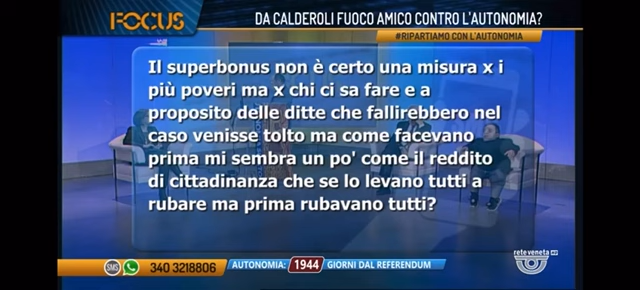 FOCUS
DA CALDEROLI FUOCO AMICO CONTRO L'AUTONOMIA?
#RIPARTIAMO CON L'AUTONOMIA
Il superbonus non è certo una misura x i
più poveri ma x chi ci sa fare e a
proposito delle ditte che fallirebbero nel
caso venisse tolto ma come facevano
prima mi sembra un po' come il reddito
di cittadinanza che se lo levano tutti a
rubare ma prima rubavano tutti?
SMS 340 3218806 AUTONOMIA: 1944 GIORNI DAL REFERENDUM
rete veneta HD